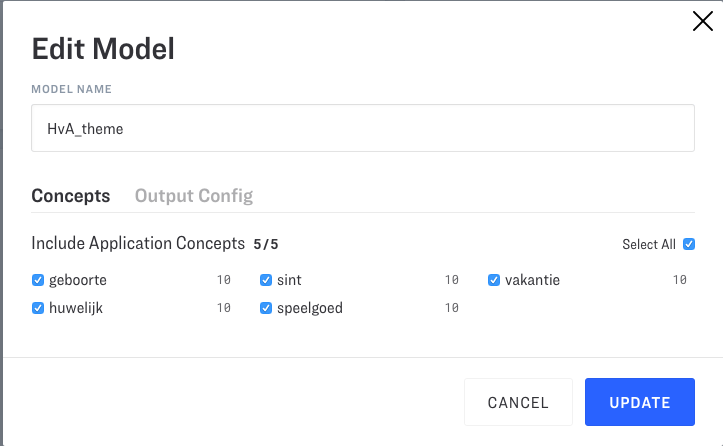 Edit Model
MODEL NAME
HvA_theme
Concepts Output Config
Include Application Concepts 5/5 Select All
geboorte 10 sint 10 vakantie 10
huwelijk 10 speelgoed 10
CANCEL UPDATE